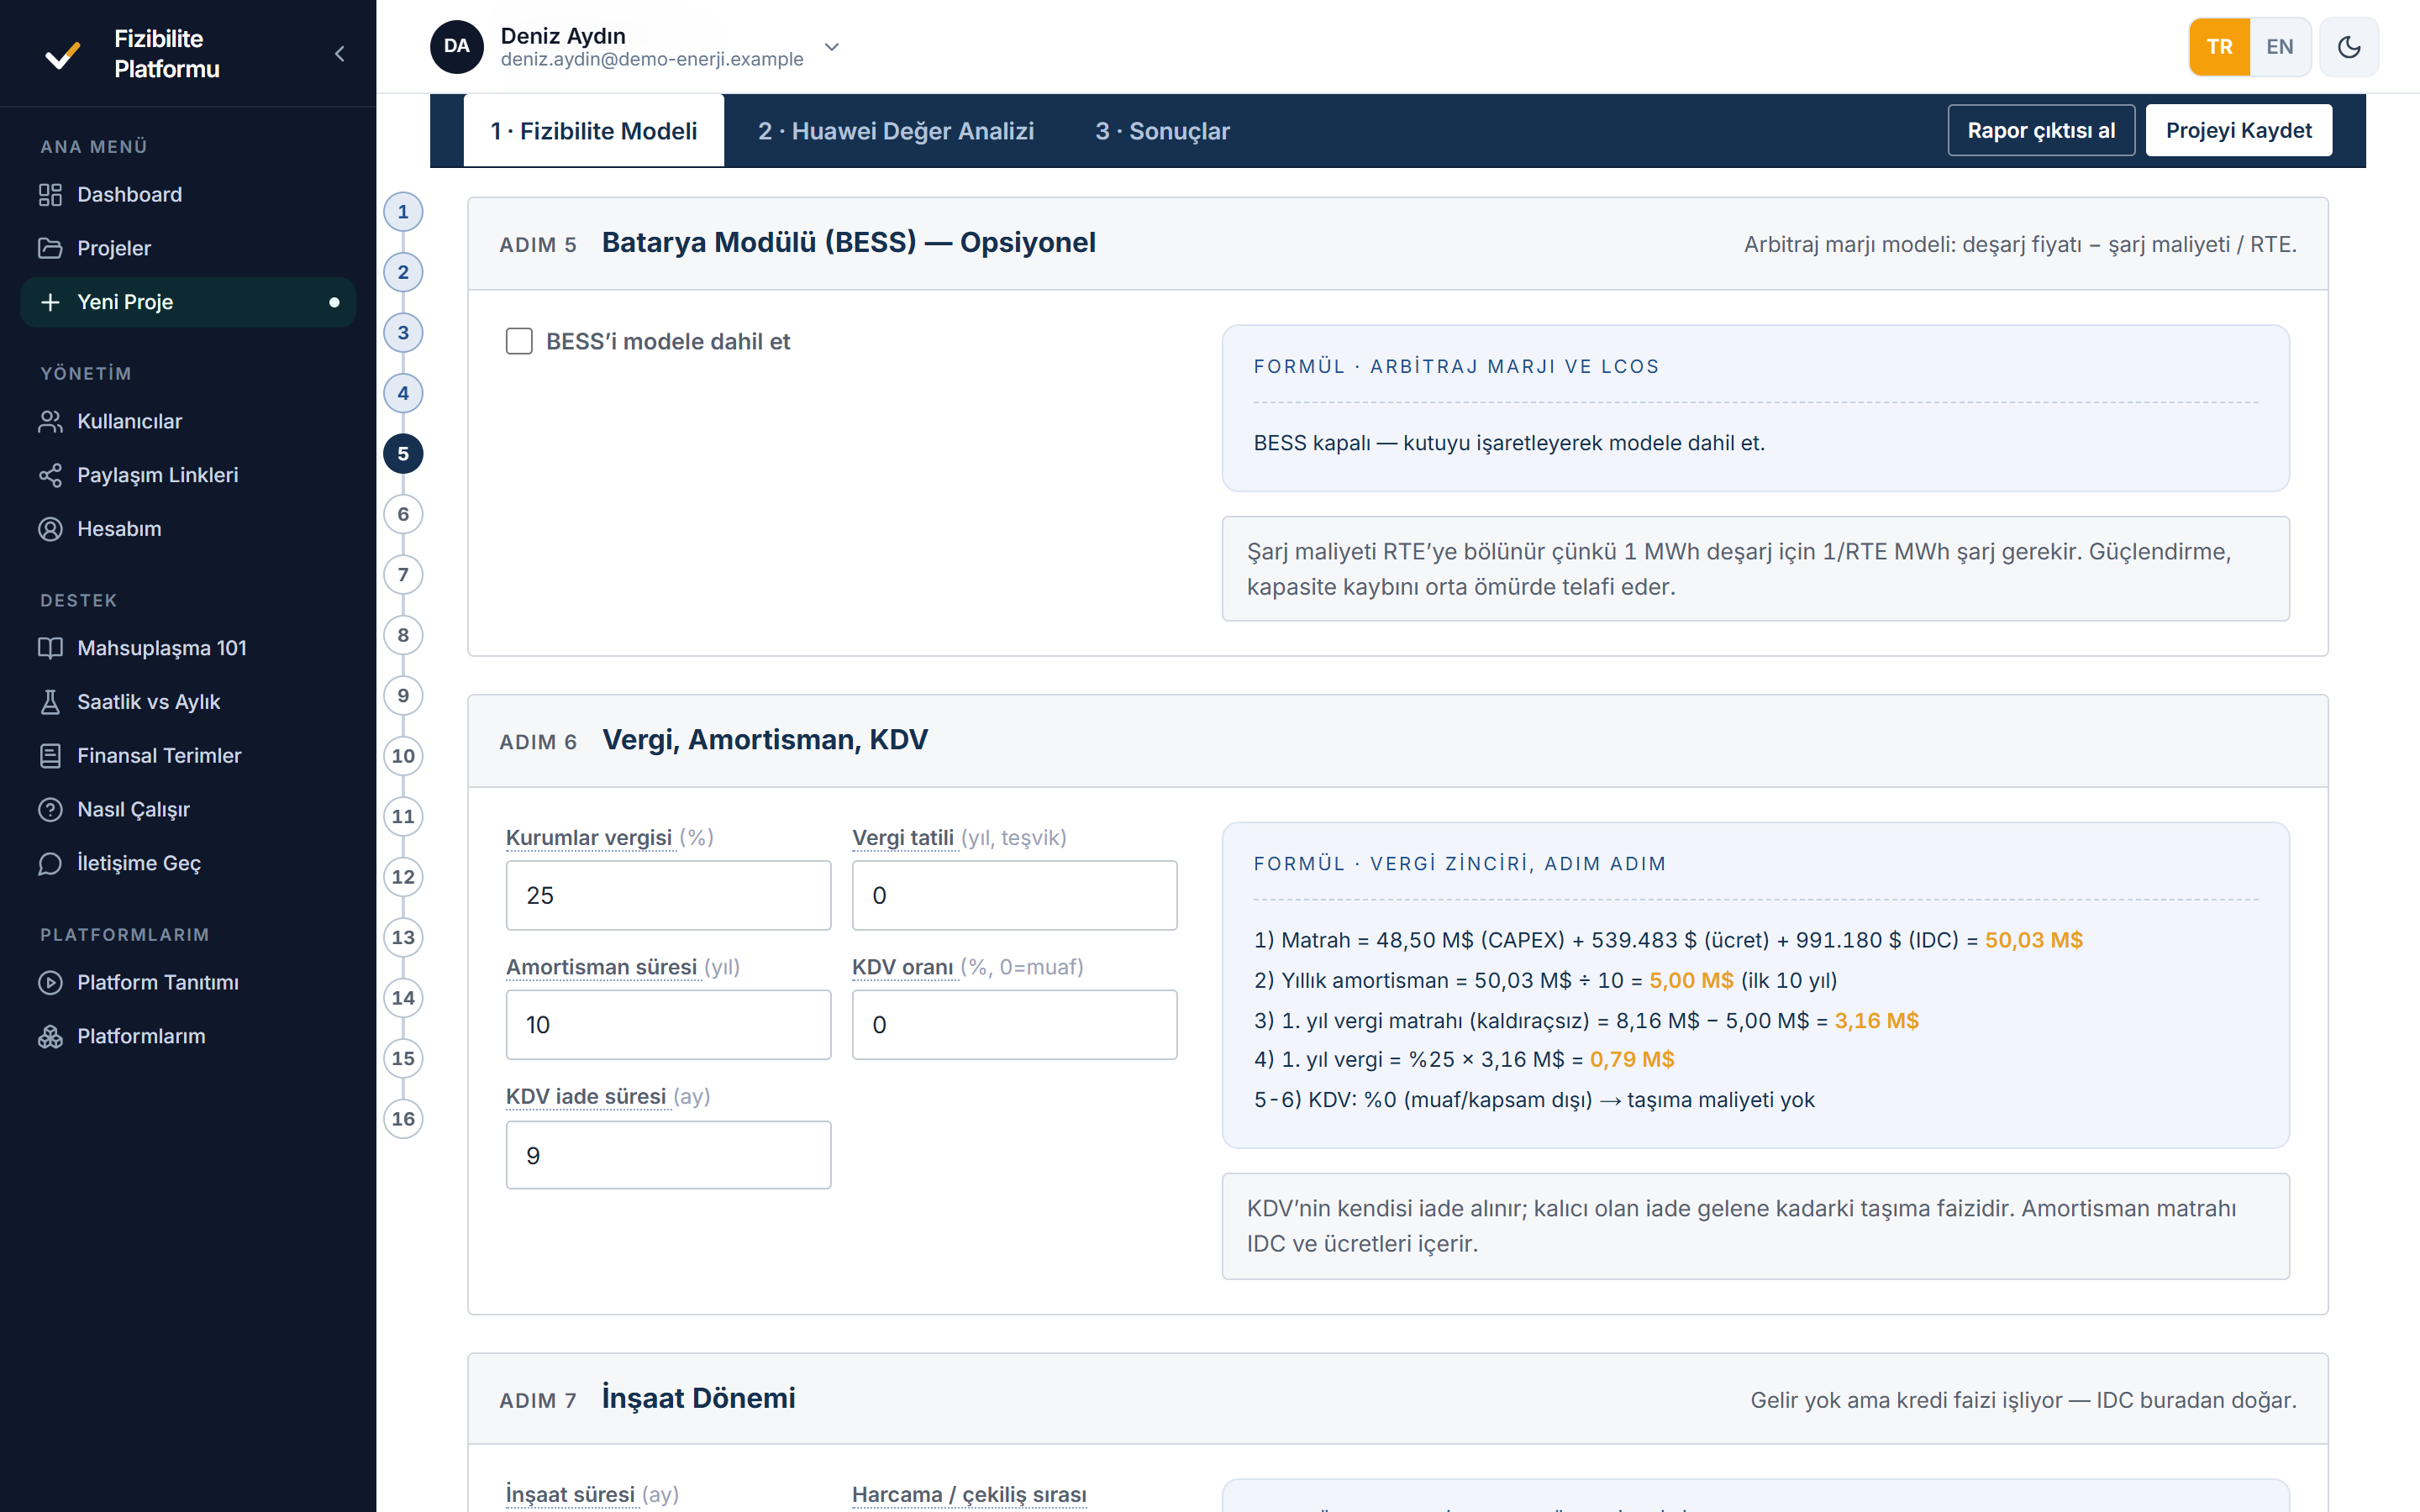 Fizibilite
Platformu
ANA MENÜ
Dashboard
Projeler
Yeni Proje
YÖNETİM
Kullanıcılar
Paylaşım Linkleri
Hesabım
DESTEK
Mahsuplaşma 101
Saatlik vs Aylık
Finansal Terimler
Nasıl Çalışır
İletişime Geç
PLATFORMLARIM
Platform Tanıtımı
Platformlarım
DA
Deniz Aydın
deniz.aydin@demo-enerji.example
TR
EN
1 · Fizibilite Modeli
2 · Huawei Değer Analizi
3 · Sonuçlar
Rapor çıktısı al
Projeyi Kaydet
1
2
3
4
5
6
7
8
9
10
11
12
13
14
15
16
ADIM 5 Batarya Modülü (BESS) — Opsiyonel
Arbitraj marjı modeli: deşarj fiyatı − şarj maliyeti / RTE.
BESS’i modele dahil et
FORMÜL · ARBİTRAJ MARJI VE LCOS
BESS kapalı — kutuyu işaretleyerek modele dahil et.
Şarj maliyeti RTE’ye bölünür çünkü 1 MWh deşarj için 1/RTE MWh şarj gerekir. Güçlendirme,
kapasite kaybını orta ömürde telafi eder.
ADIM 6 Vergi, Amortisman, KDV
Kurumlar vergisi (%)
25
Vergi tatili (yıl, teşvik)
0
Amortisman süresi (yıl)
10
KDV oranı (%, 0=muaf)
0
KDV iade süresi (ay)
9
FORMÜL · VERGİ ZİNCİRİ, ADIM ADIM
1) Matrah = 48,50 M$ (CAPEX) + 539.483 $ (ücret) + 991.180 $ (IDC) = 50,03 M$
2) Yıllık amortisman = 50,03 M$ ÷ 10 = 5,00 M$ (ilk 10 yıl)
3) 1. yıl vergi matrahı (kaldıraçsız) = 8,16 M$ − 5,00 M$ = 3,16 M$
4) 1. yıl vergi = %25 × 3,16 M$ = 0,79 M$
5-6) KDV: %0 (muaf/kapsam dışı) → taşıma maliyeti yok
KDV’nin kendisi iade alınır; kalıcı olan iade gelene kadarki taşıma faizidir. Amortisman matrahı
IDC ve ücretleri içerir.
ADIM 7 İnşaat Dönemi
Gelir yok ama kredi faizi işliyor — IDC buradan doğar.
İnşaat süresi (ay)
Harcama / çekiliş sırası